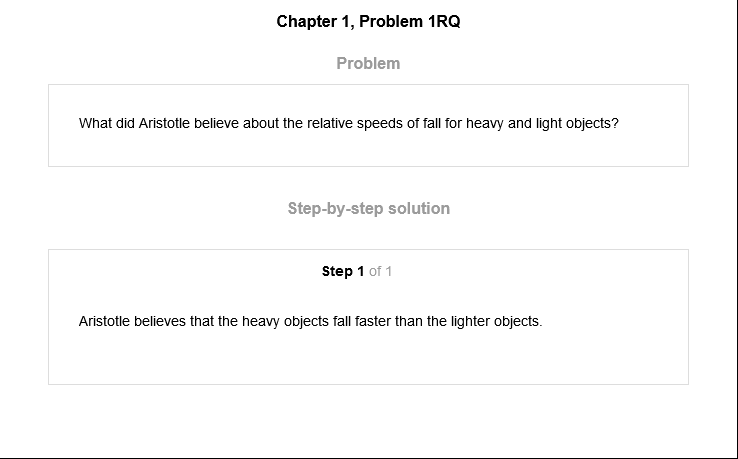 Chapter 1, Problem 1RQ
Problem
What did Aristotle believe about the relative speeds of fall for heavy and light objects?
Step-by-step solution
Step 1 of 1
Aristotle believes that the heavy objects fall faster than the lighter objects.